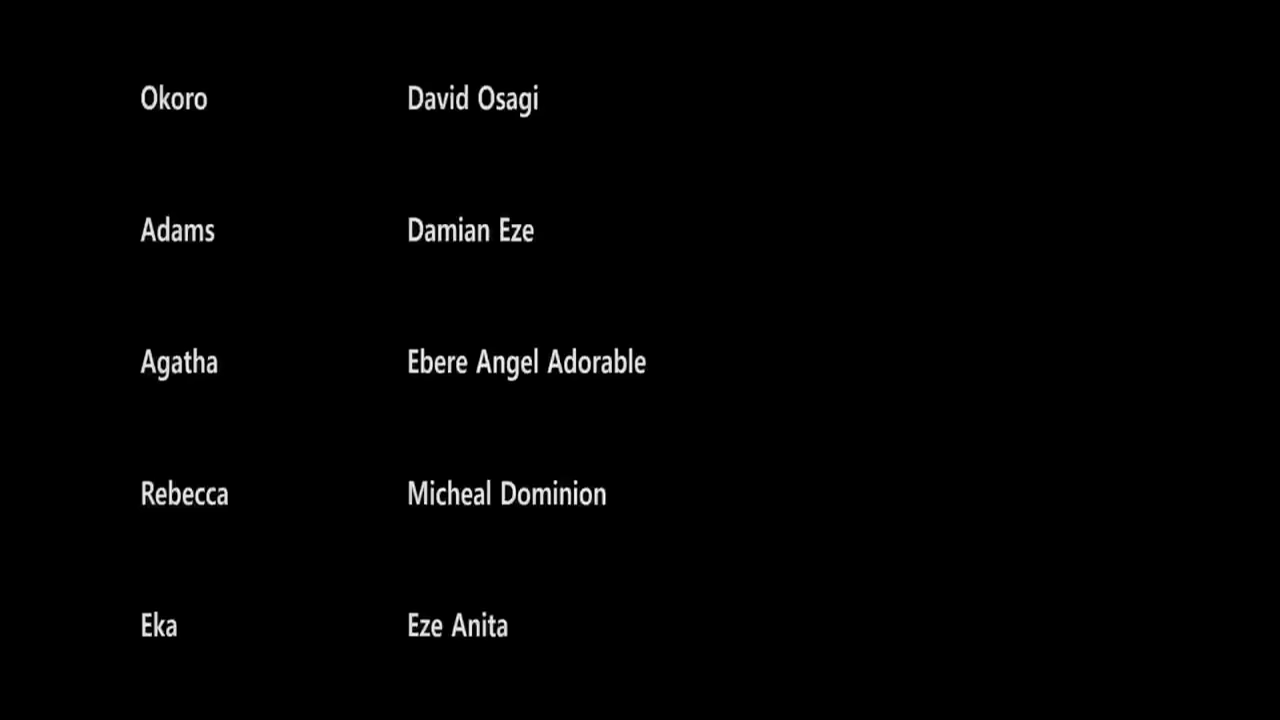 Okoro David Osagi
Adams Damian Eze
Agatha Ebere Angel Adorable
Rebecca Micheal Dominion
Eka Eze Anita